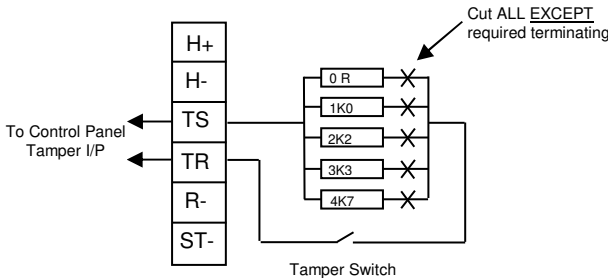 Cut ALL EXCEPT
required terminating
H+
H-
TS
TR
R-
ST-
0 R
1K0
2K2
3K3
4K7
To Control Panel
Tamper I/P
Tamper Switch